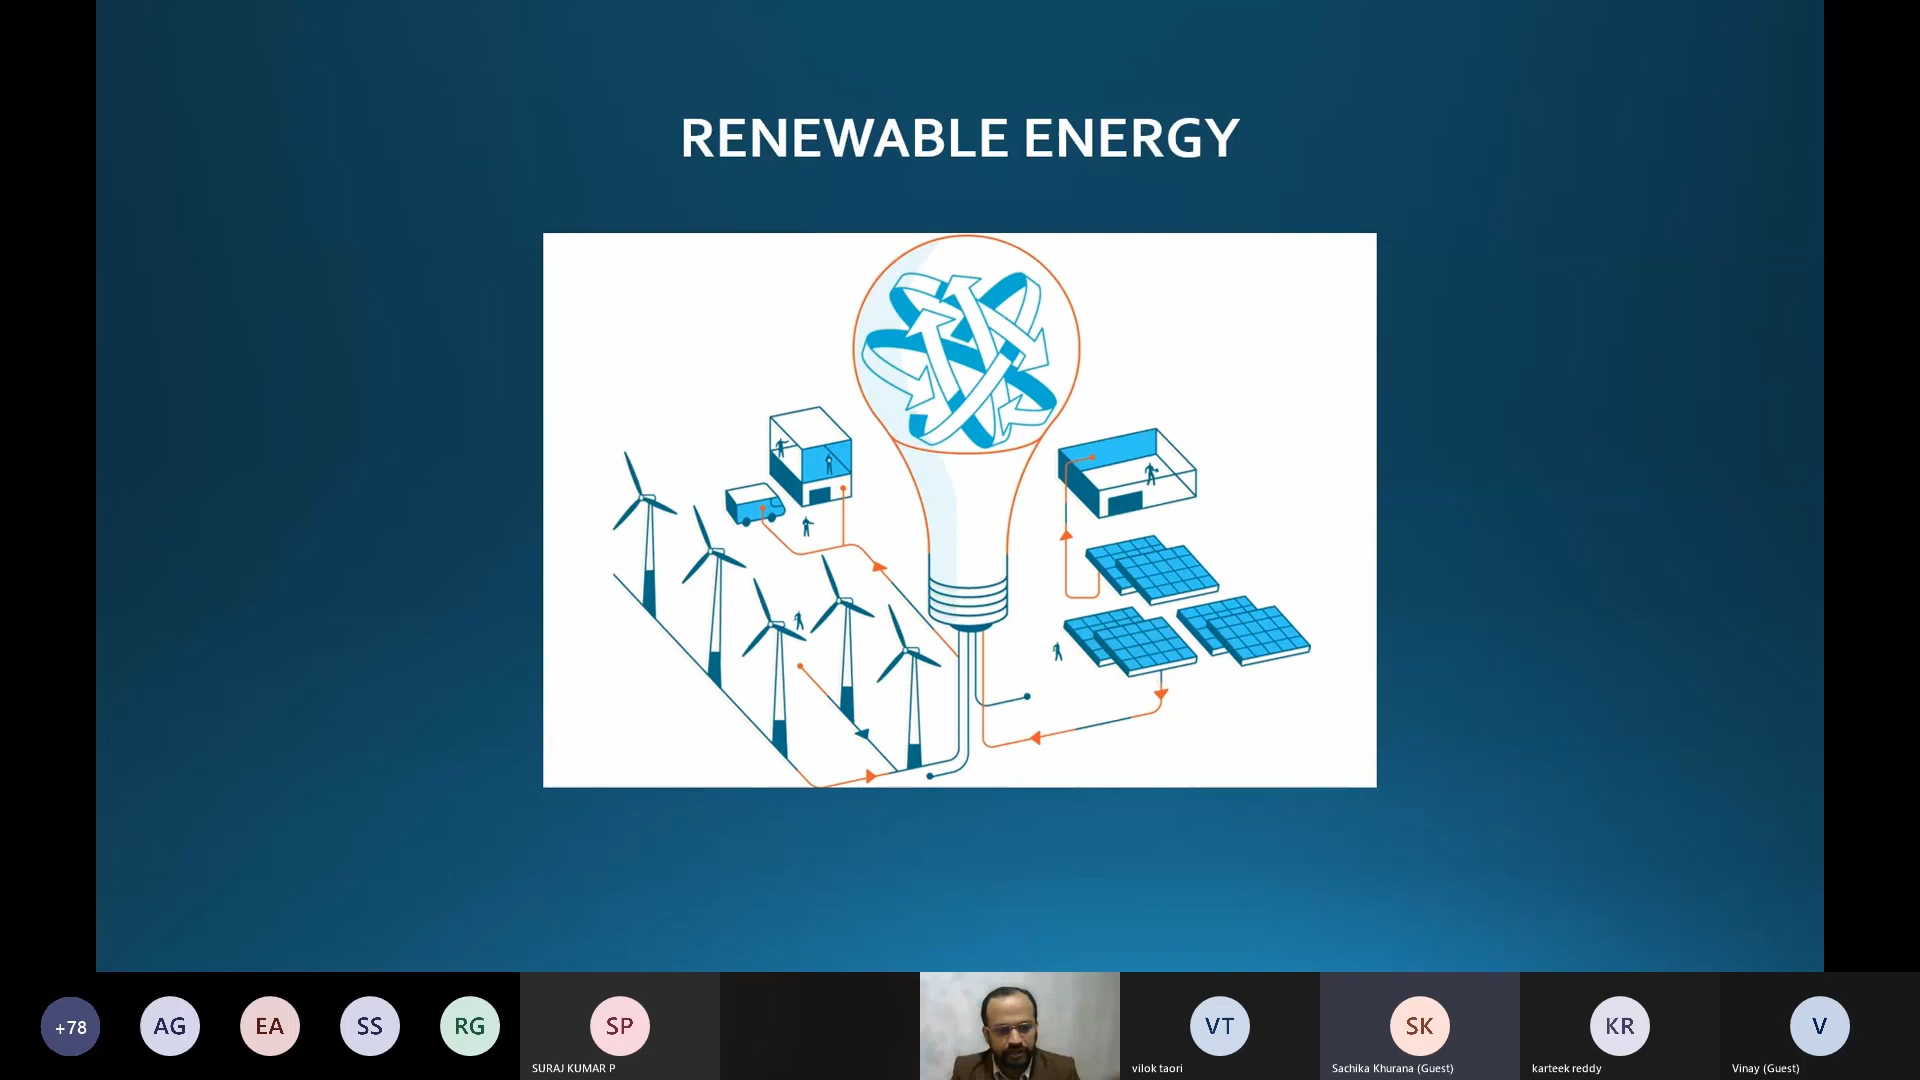 RENEWABLE ENERGY
+78
AG
EA
SS
RG
SP
SURAJ KUMAR P
VT
vilok taori
SK
Sachika Khurana (Guest)
KR
karteek reddy
V
Vinay (Guest)